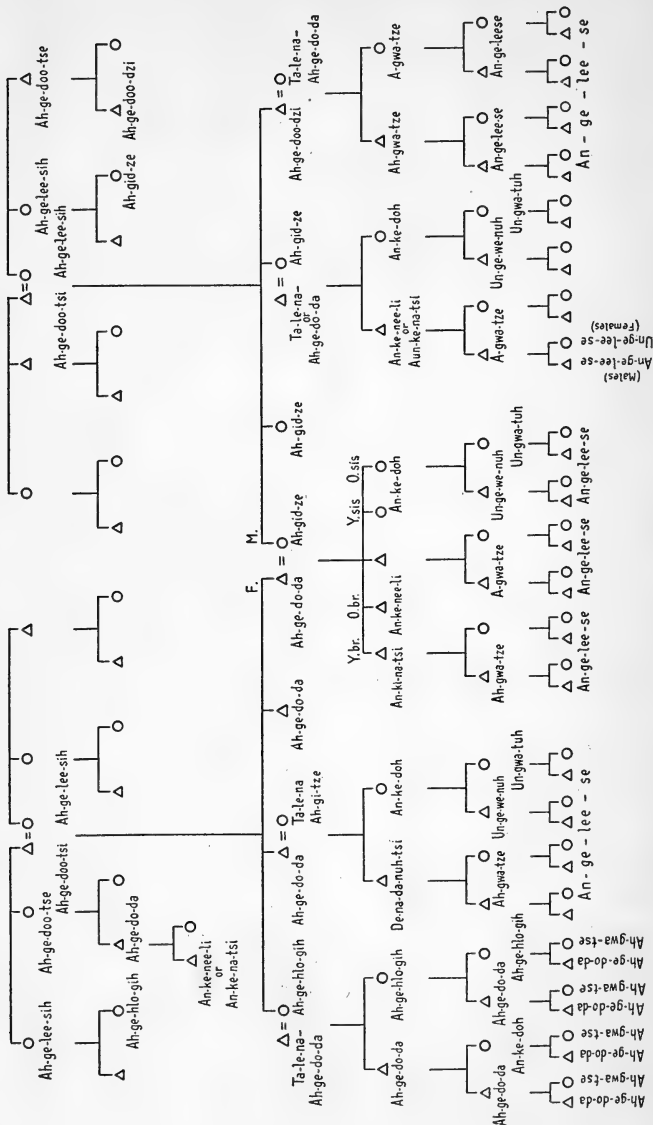 Ah-ge-lee-sih
Ah-ge-doo-tse
Ah-ge-doo-tsi
Ah-ge-lee-sih
Ah-ge-doo-tsi
Ah-ge-lee-sih
Ah-ge-lee-sih
Ah-ge-doo-tse
Ah-ge-hlo-gih
Ah-ge-do-da
Ah-gid-ze
Ah-ge-doo-dzi
An-ke-nee-li
or
An-ke-na-tsi
F. M.
Ta-le-na-
Ah-ge-do-da
Ah-ge-hlo-gih
Ah-ge-do-da
Ta-le-na
Ah-gi-tze
Ah-ge-do-da
Ah-ge-do-da
Ah-gid-ze
Ah-gid-ze
Ta-le-na-
or
Ah-ge-do-da
Ah-gid-ze
Ah-ge-doo-dzi
Ta-le-na-
Ah-ge-do-da
Y.br. O.br. Y.sis O.sis
Ah-ge-do-da
Ah-ge-hlo-gih
De-na-da-nuh-tsi
An-ke-doh
An-ki-na-tsi
An-ke-nee-li
An-ke-doh
An-ke-nee-li
or
Aun-ke-na-tsi
An-ke-doh
Ah-gwa-tze
A-gwa-tze
Ah-ge-do-da
An-ke-doh
Ah-ge-do-da
Ah-ge-hlo-gih
Ah-gwa-tze
Un-ge-we-nuh
Un-gwa-tuh
Ah-gwa-tze
A-gwa-tze
Un-ge-we-nuh
Un-gwa-tuh
A-gwa-tze
Un-ge-we-nuh
Un-gwa-tuh
An-ge-lee-se
An-ge-leese
Ah-ge-do-da
Ah-gwa-tse
Ah-ge-do-da
Ah-gwa-tse
Ah-ge-do-da
Ah-gwa-tse
Ah-ge-do-da
Ah-gwa-tse
An-ge-lee-se
An-ge-lee-se
An-ge-lee-se
An-ge-lee-se
(Males)
An-ge-lee-se
Un-ge-lee-se
(Females)
An-ge-lee-se